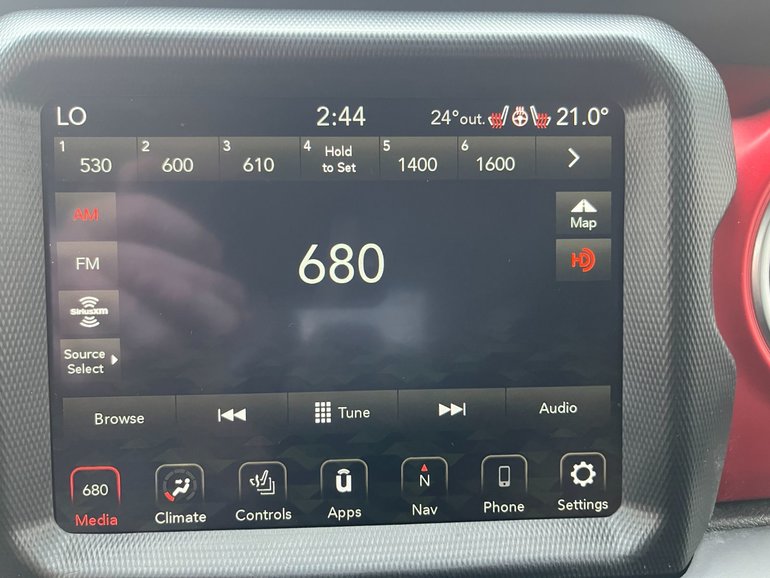 LO 2:44 24°out. 21.0°
1 530 2 600 3 610 4 Hold to Set 5 1400 6 1600
AM
Map
680
HD
FM
SiriusXM
Source
Select
Browse Tune Audio
680 N
Media Climate Controls Apps Nav Phone Settings